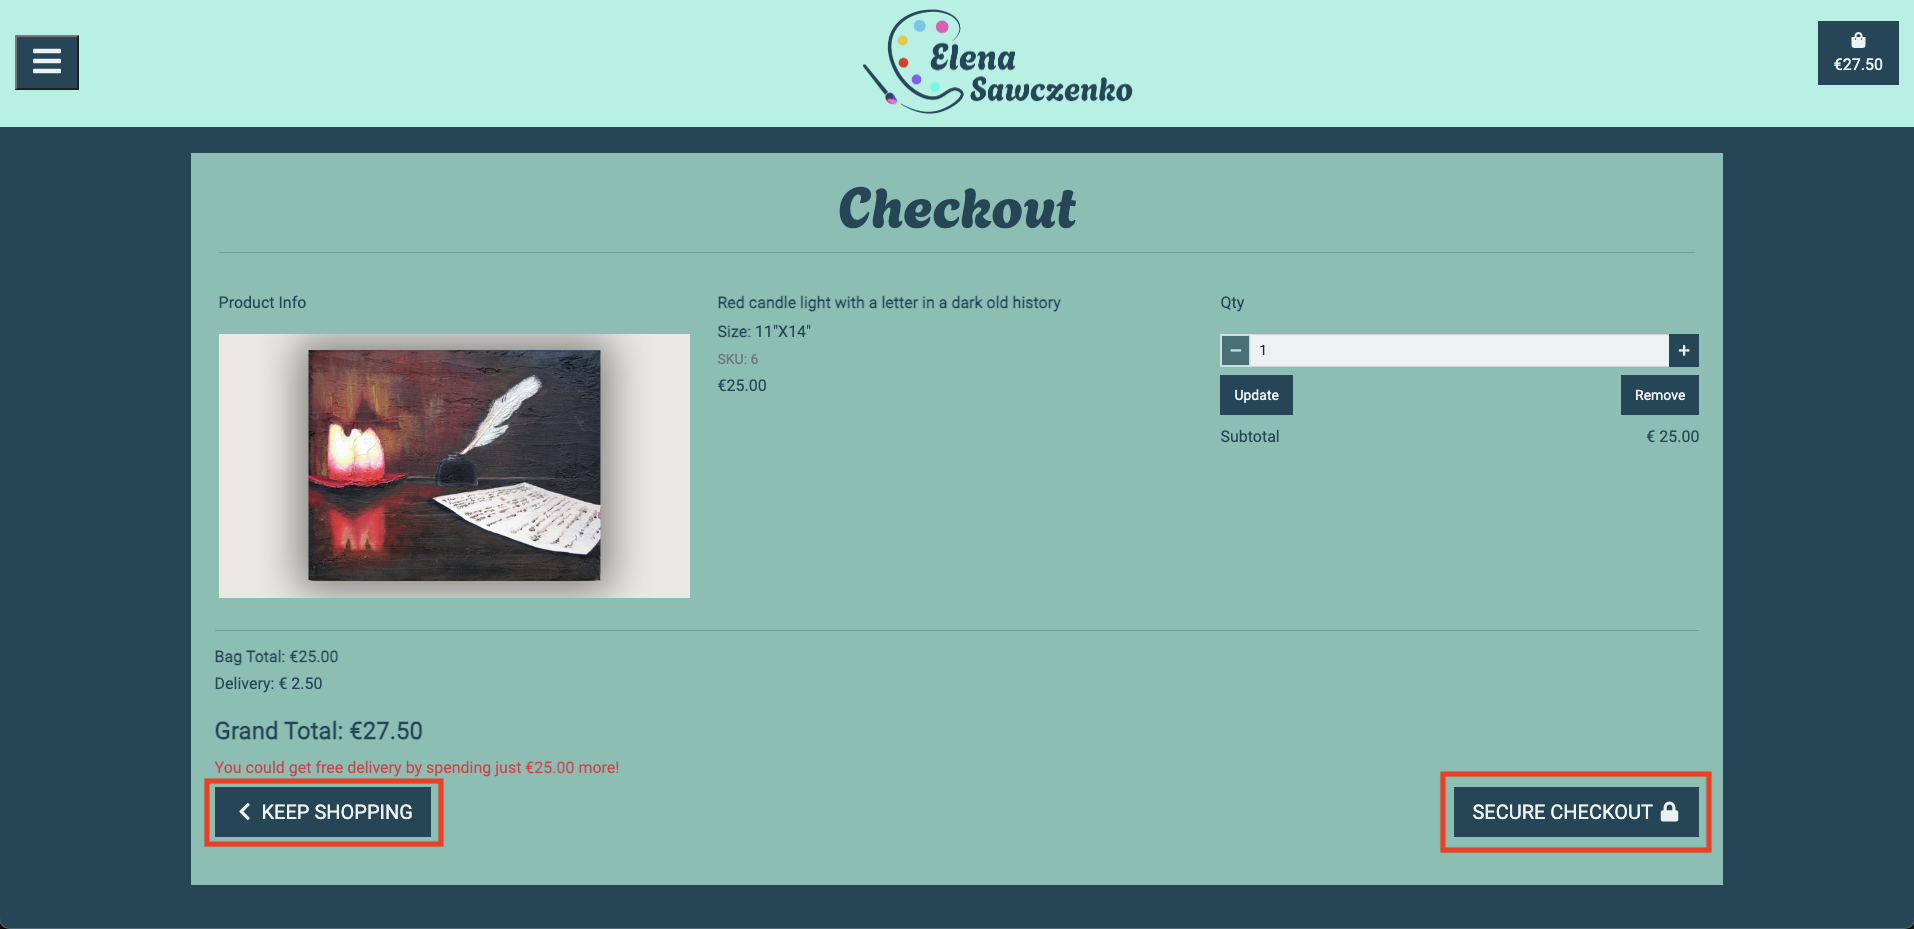 Elena
Sawczenko
€27.50
Checkout
Product Info
Red candle light with a letter in a dark old history
Size: 11"X14"
SKU: 6
€25.00
Qty
− 1 +
Update Remove
Subtotal € 25.00
Bag Total: €25.00
Delivery: € 2.50
Grand Total: €27.50
You could get free delivery by spending just €25.00 more!
KEEP SHOPPING
SECURE CHECKOUT